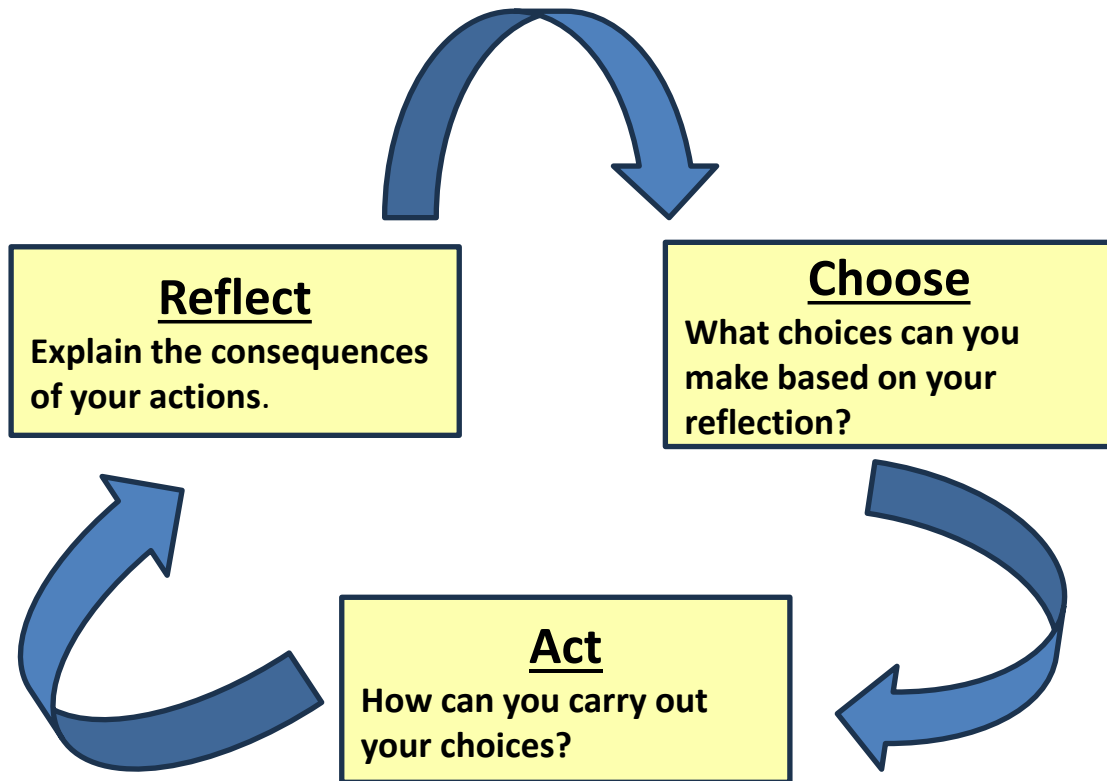 Reflect
Explain the consequences
of your actions.
Choose
What choices can you
make based on your
reflection?
Act
How can you carry out
your choices?